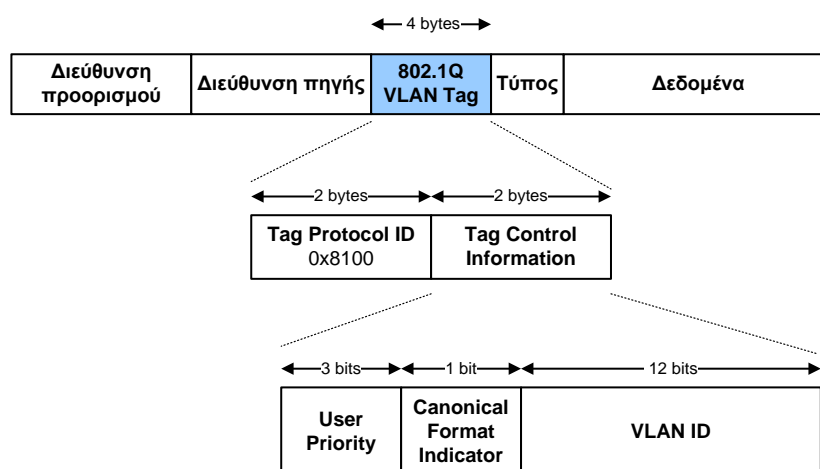 4 bytes
Διεύθυνση
προορισμού
Διεύθυνση πηγής
802.1Q
VLAN Tag
Τύπος
Δεδομένα
2 bytes
2 bytes
Tag Protocol ID
0x8100
Tag Control
Information
3 bits
1 bit
12 bits
User
Priority
Canonical
Format
Indicator
VLAN ID